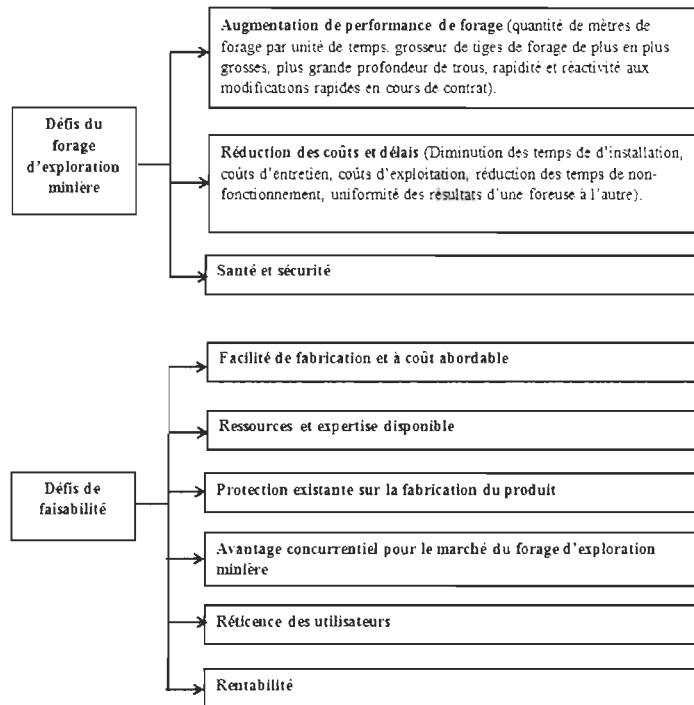 Augmentation de performance de forage (quantité de mètres de
forage par unité de temps. grosseur de tiges de forage de plus en plus
grosses, plus grande profondeur de trous, rapidité et réactivité aux
modifications rapides en cours de contrat).
Défis du
forage
d'exploration
minière
Réduction des coûts et délais (Diminution des temps de d'installation,
coûts d'entretien, coûts d'exploitation, réduction des temps de non-
fonctionnement, uniformité des résultats d'une foreuse à l'autre).
Santé et sécurité
Facilité de fabrication et à coût abordable
Ressources et expertise disponible
Défis de
faisabilité
Protection existante sur la fabrication du produit
Avantage concurrentiel pour le marché du forage d'exploration
minière
Réticence des utilisateurs
Rentabilité